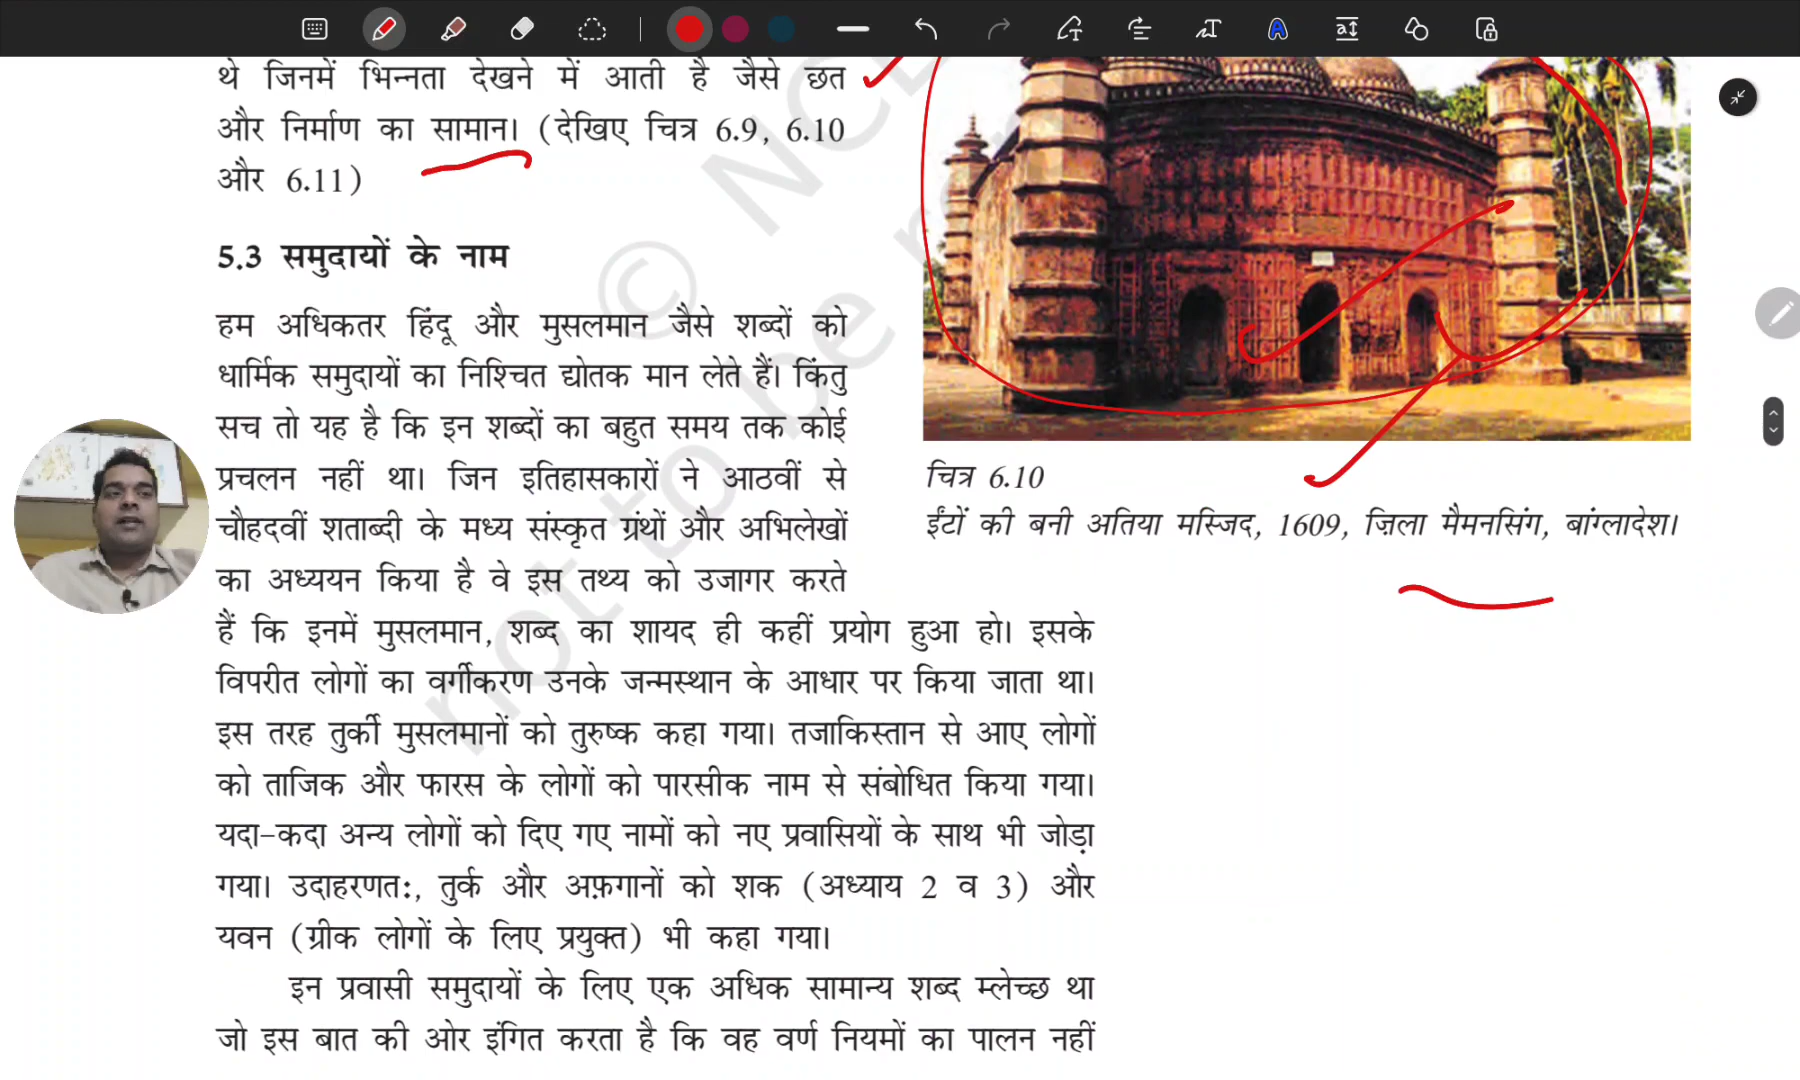 थे जिनमें भिन्नता देखने में आती है जैसे छत
और निर्माण का सामान। (देखिए चित्र 6.9, 6.10
और 6.11)
5.3 समुदायों के नाम
हम अधिकतर हिंदू और मुसलमान जैसे शब्दों को
धार्मिक समुदायों का निश्चित द्योतक मान लेते हैं। किंतु
सच तो यह है कि इन शब्दों का बहुत समय तक कोई
प्रचलन नहीं था। जिन इतिहासकारों ने आठवीं से
चौहदवीं शताब्दी के मध्य संस्कृत ग्रंथों और अभिलेखों
का अध्ययन किया है वे इस तथ्य को उजागर करते
हैं कि इनमें मुसलमान, शब्द का शायद ही कहीं प्रयोग हुआ हो। इसके
विपरीत लोगों का वर्गीकरण उनके जन्मस्थान के आधार पर किया जाता था।
इस तरह तुर्की मुसलमानों को तुरुष्क कहा गया। तजाकिस्तान से आए लोगों
को ताजिक और फारस के लोगों को पारसीक नाम से संबोधित किया गया।
यदा-कदा अन्य लोगों को दिए गए नामों को नए प्रवासियों के साथ भी जोड़ा
गया। उदाहरणत:, तुर्क और अफ़गानों को शक (अध्याय 2 व 3) और
यवन (ग्रीक लोगों के लिए प्रयुक्त) भी कहा गया।
इन प्रवासी समुदायों के लिए एक अधिक सामान्य शब्द म्लेच्छ था
जो इस बात की ओर इंगित करता है कि वह वर्ण नियमों का पालन नहीं
चित्र 6.10
ईंटों की बनी अतिया मस्जिद, 1609, ज़िला मैमनसिंग, बांग्लादेश।
© NCE
not to be re